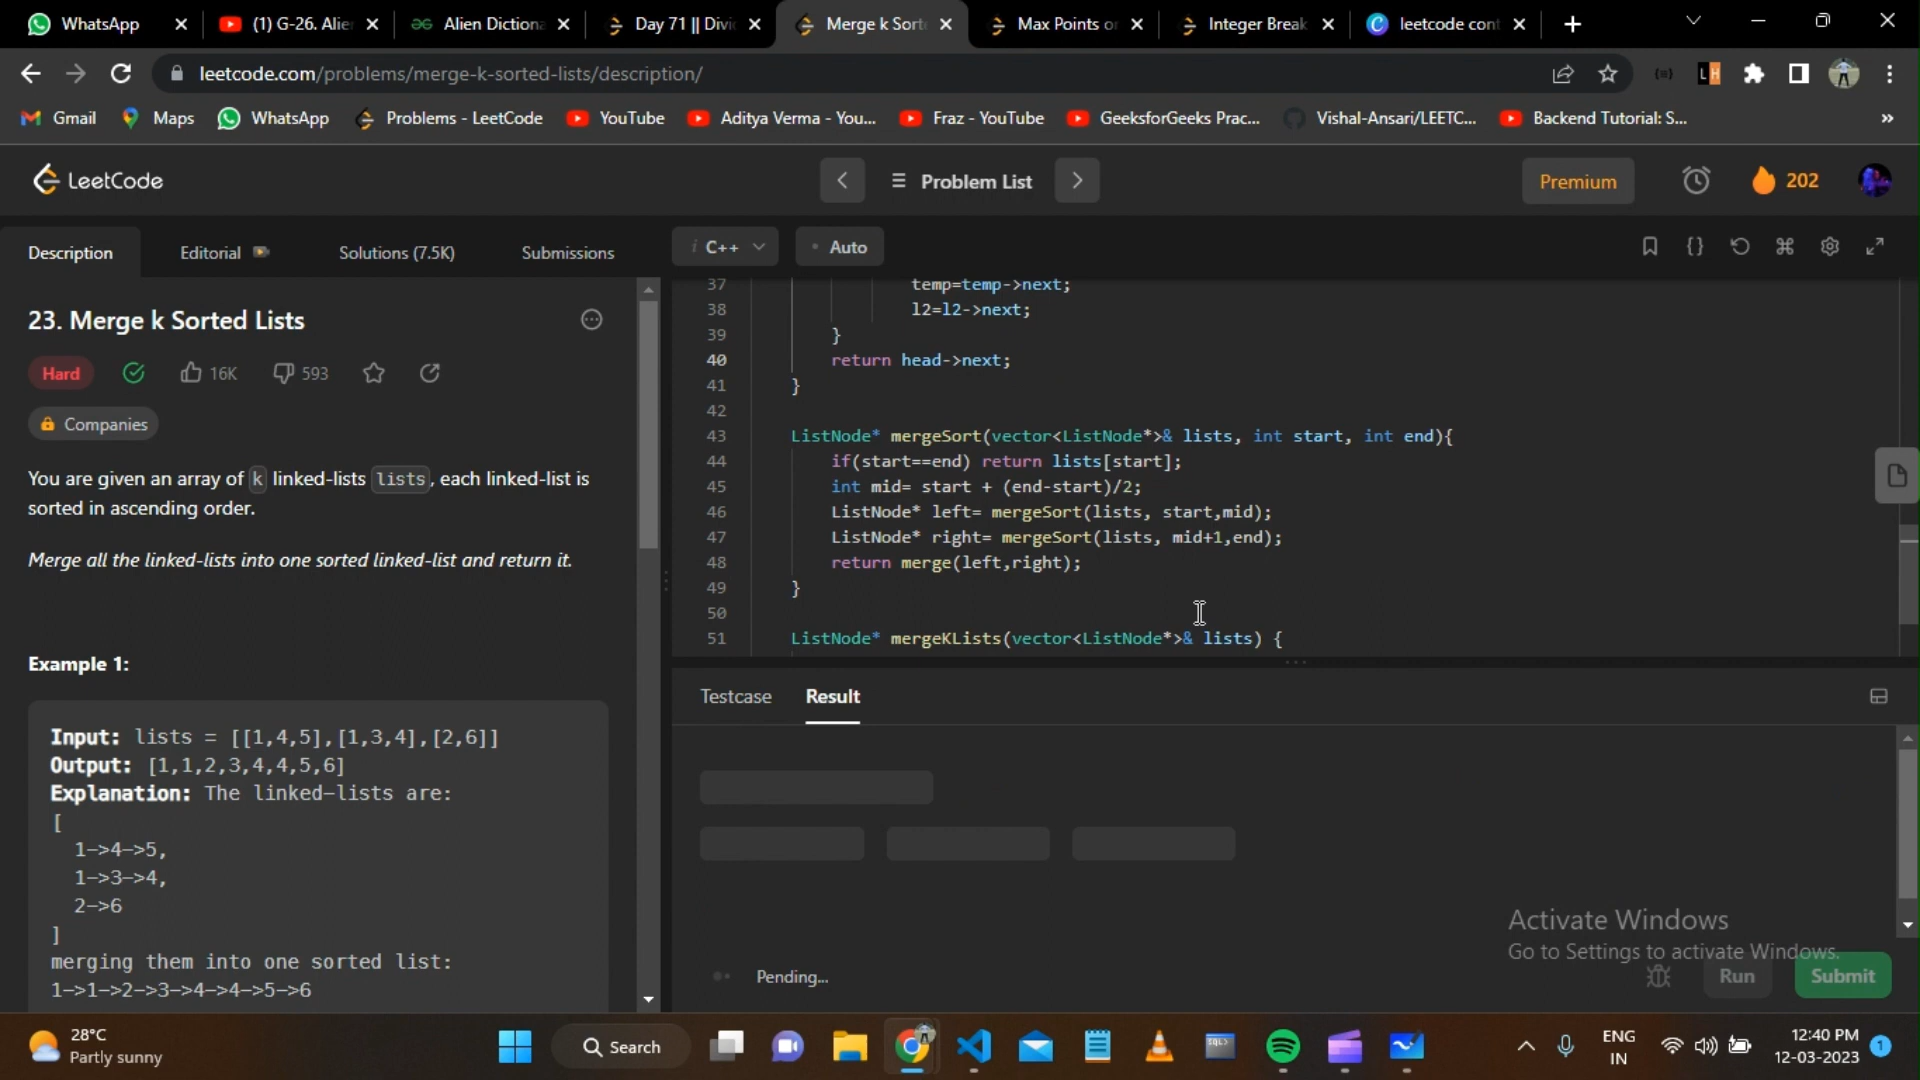 WhatsApp
(1) G-26. Alie
Alien Dictiona
Day 71 || Divi
Merge k Sort
Max Points o
Integer Break
leetcode con
leetcode.com/problems/merge-k-sorted-lists/description/
Gmail
Maps
WhatsApp
Problems - LeetCode
YouTube
Aditya Verma - You...
Fraz - YouTube
GeeksforGeeks Prac...
Vishal-Ansari/LEETC...
Backend Tutorial: S...
»
LeetCode
Problem List
Premium
202
Description
Editorial
Solutions (7.5K)
Submissions
i C++
Auto
23. Merge k Sorted Lists
Hard
16K
593
Companies
You are given an array of k linked-lists lists, each linked-list is
sorted in ascending order.
Merge all the linked-lists into one sorted linked-list and return it.
Example 1:
Input: lists = [[1,4,5],[1,3,4],[2,6]]
Output: [1,1,2,3,4,4,5,6]
Explanation: The linked-lists are:
[
1->4->5,
1->3->4,
2->6
]
merging them into one sorted list:
1->1->2->3->4->4->5->6
37 temp=temp->next;
38 l2=l2->next;
39 }
40 return head->next;
41 }
42
43 ListNode* mergeSort(vector<ListNode*>& lists, int start, int end){
44 if(start==end) return lists[start];
45 int mid= start + (end-start)/2;
46 ListNode* left= mergeSort(lists, start,mid);
47 ListNode* right= mergeSort(lists, mid+1,end);
48 return merge(left,right);
49 }
50
51 ListNode* mergeKLists(vector<ListNode*>& lists) {
Testcase
Result
Pending...
Activate Windows
Go to Settings to activate Windows.
Run
Submit
28°C
Partly sunny
Search
ENG
IN
12:40 PM
12-03-2023
1